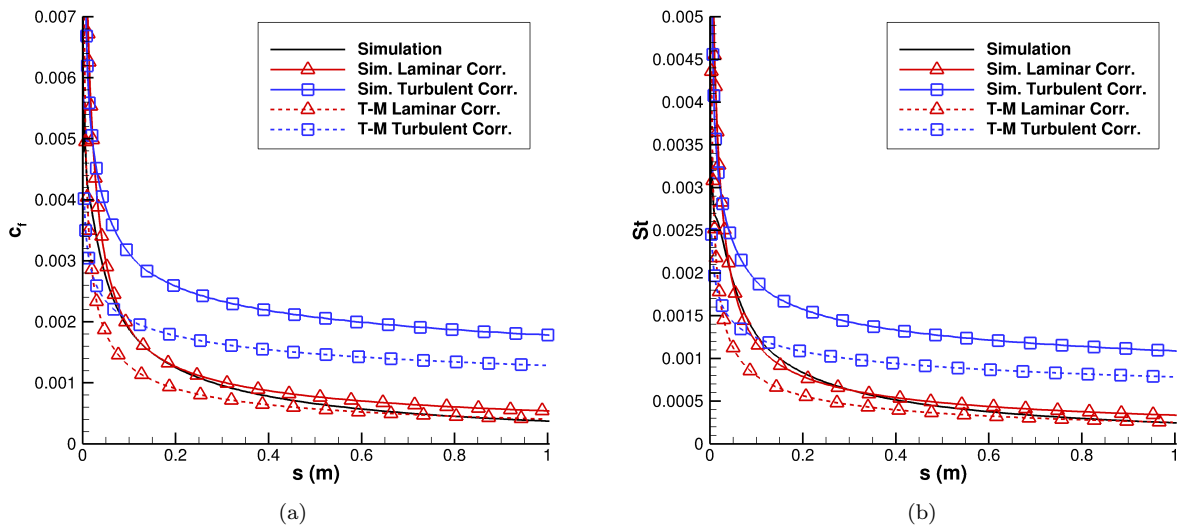 0.007
0.006
0.005
0.004
0.003
0.002
0.001
0
c_f
0
0.2
0.4
0.6
0.8
1
s (m)
Simulation
Sim. Laminar Corr.
Sim. Turbulent Corr.
T-M Laminar Corr.
T-M Turbulent Corr.
(a)
0.005
0.0045
0.004
0.0035
0.003
0.0025
0.002
0.0015
0.001
0.0005
0
St
0
0.2
0.4
0.6
0.8
1
s (m)
Simulation
Sim. Laminar Corr.
Sim. Turbulent Corr.
T-M Laminar Corr.
T-M Turbulent Corr.
(b)